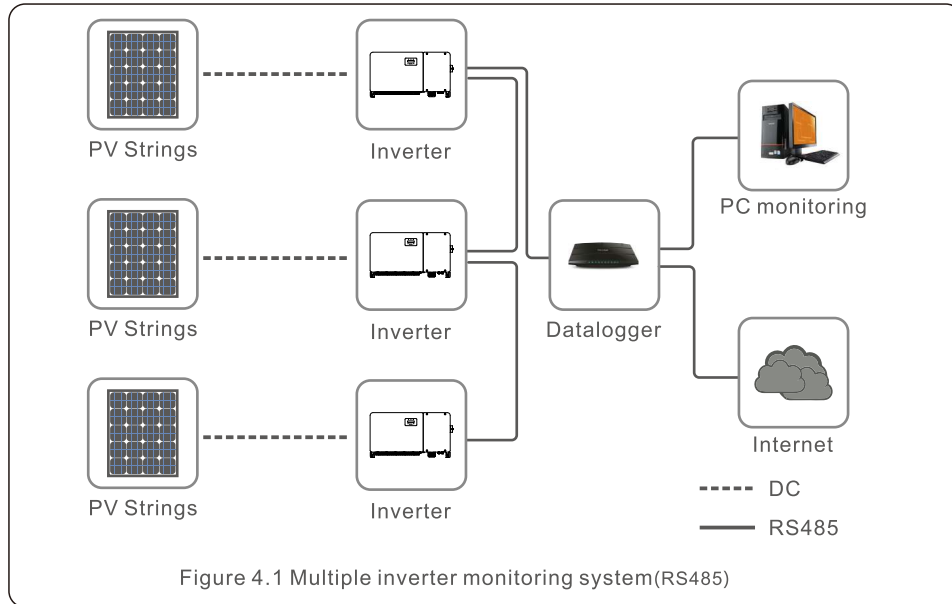 PV Strings
Inverter
PC monitoring
PV Strings
Inverter
Datalogger
PV Strings
Inverter
Internet
DC
RS485
Figure 4.1 Multiple inverter monitoring system(RS485)